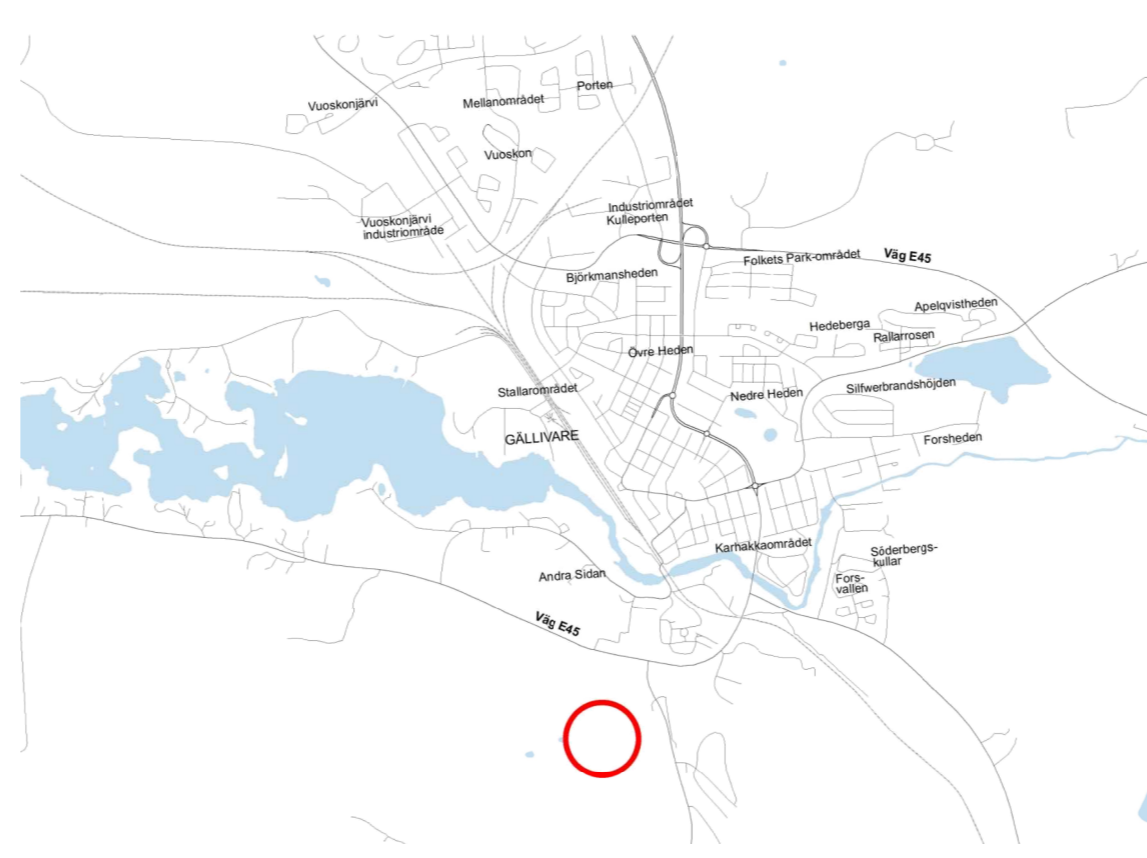 Porten
Mellanområdet
Vuoskonjärvi
Vuoskon
Industriområdet
Kulleporten
Vuoskonjärvi
industriområde
Folkets Park-området
Väg E45
Björkmansheden
Apelqvistheden
Hedeberga
Rallarrosen
Övre Heden
Stallarområdet
Nedre Heden
Silfwerbrandshöjden
GÄLLIVARE
Forsheden
Karhakkaområdet
Söderbergs-
kullar
Andra Sidan
Fors-
vallen
Väg E45